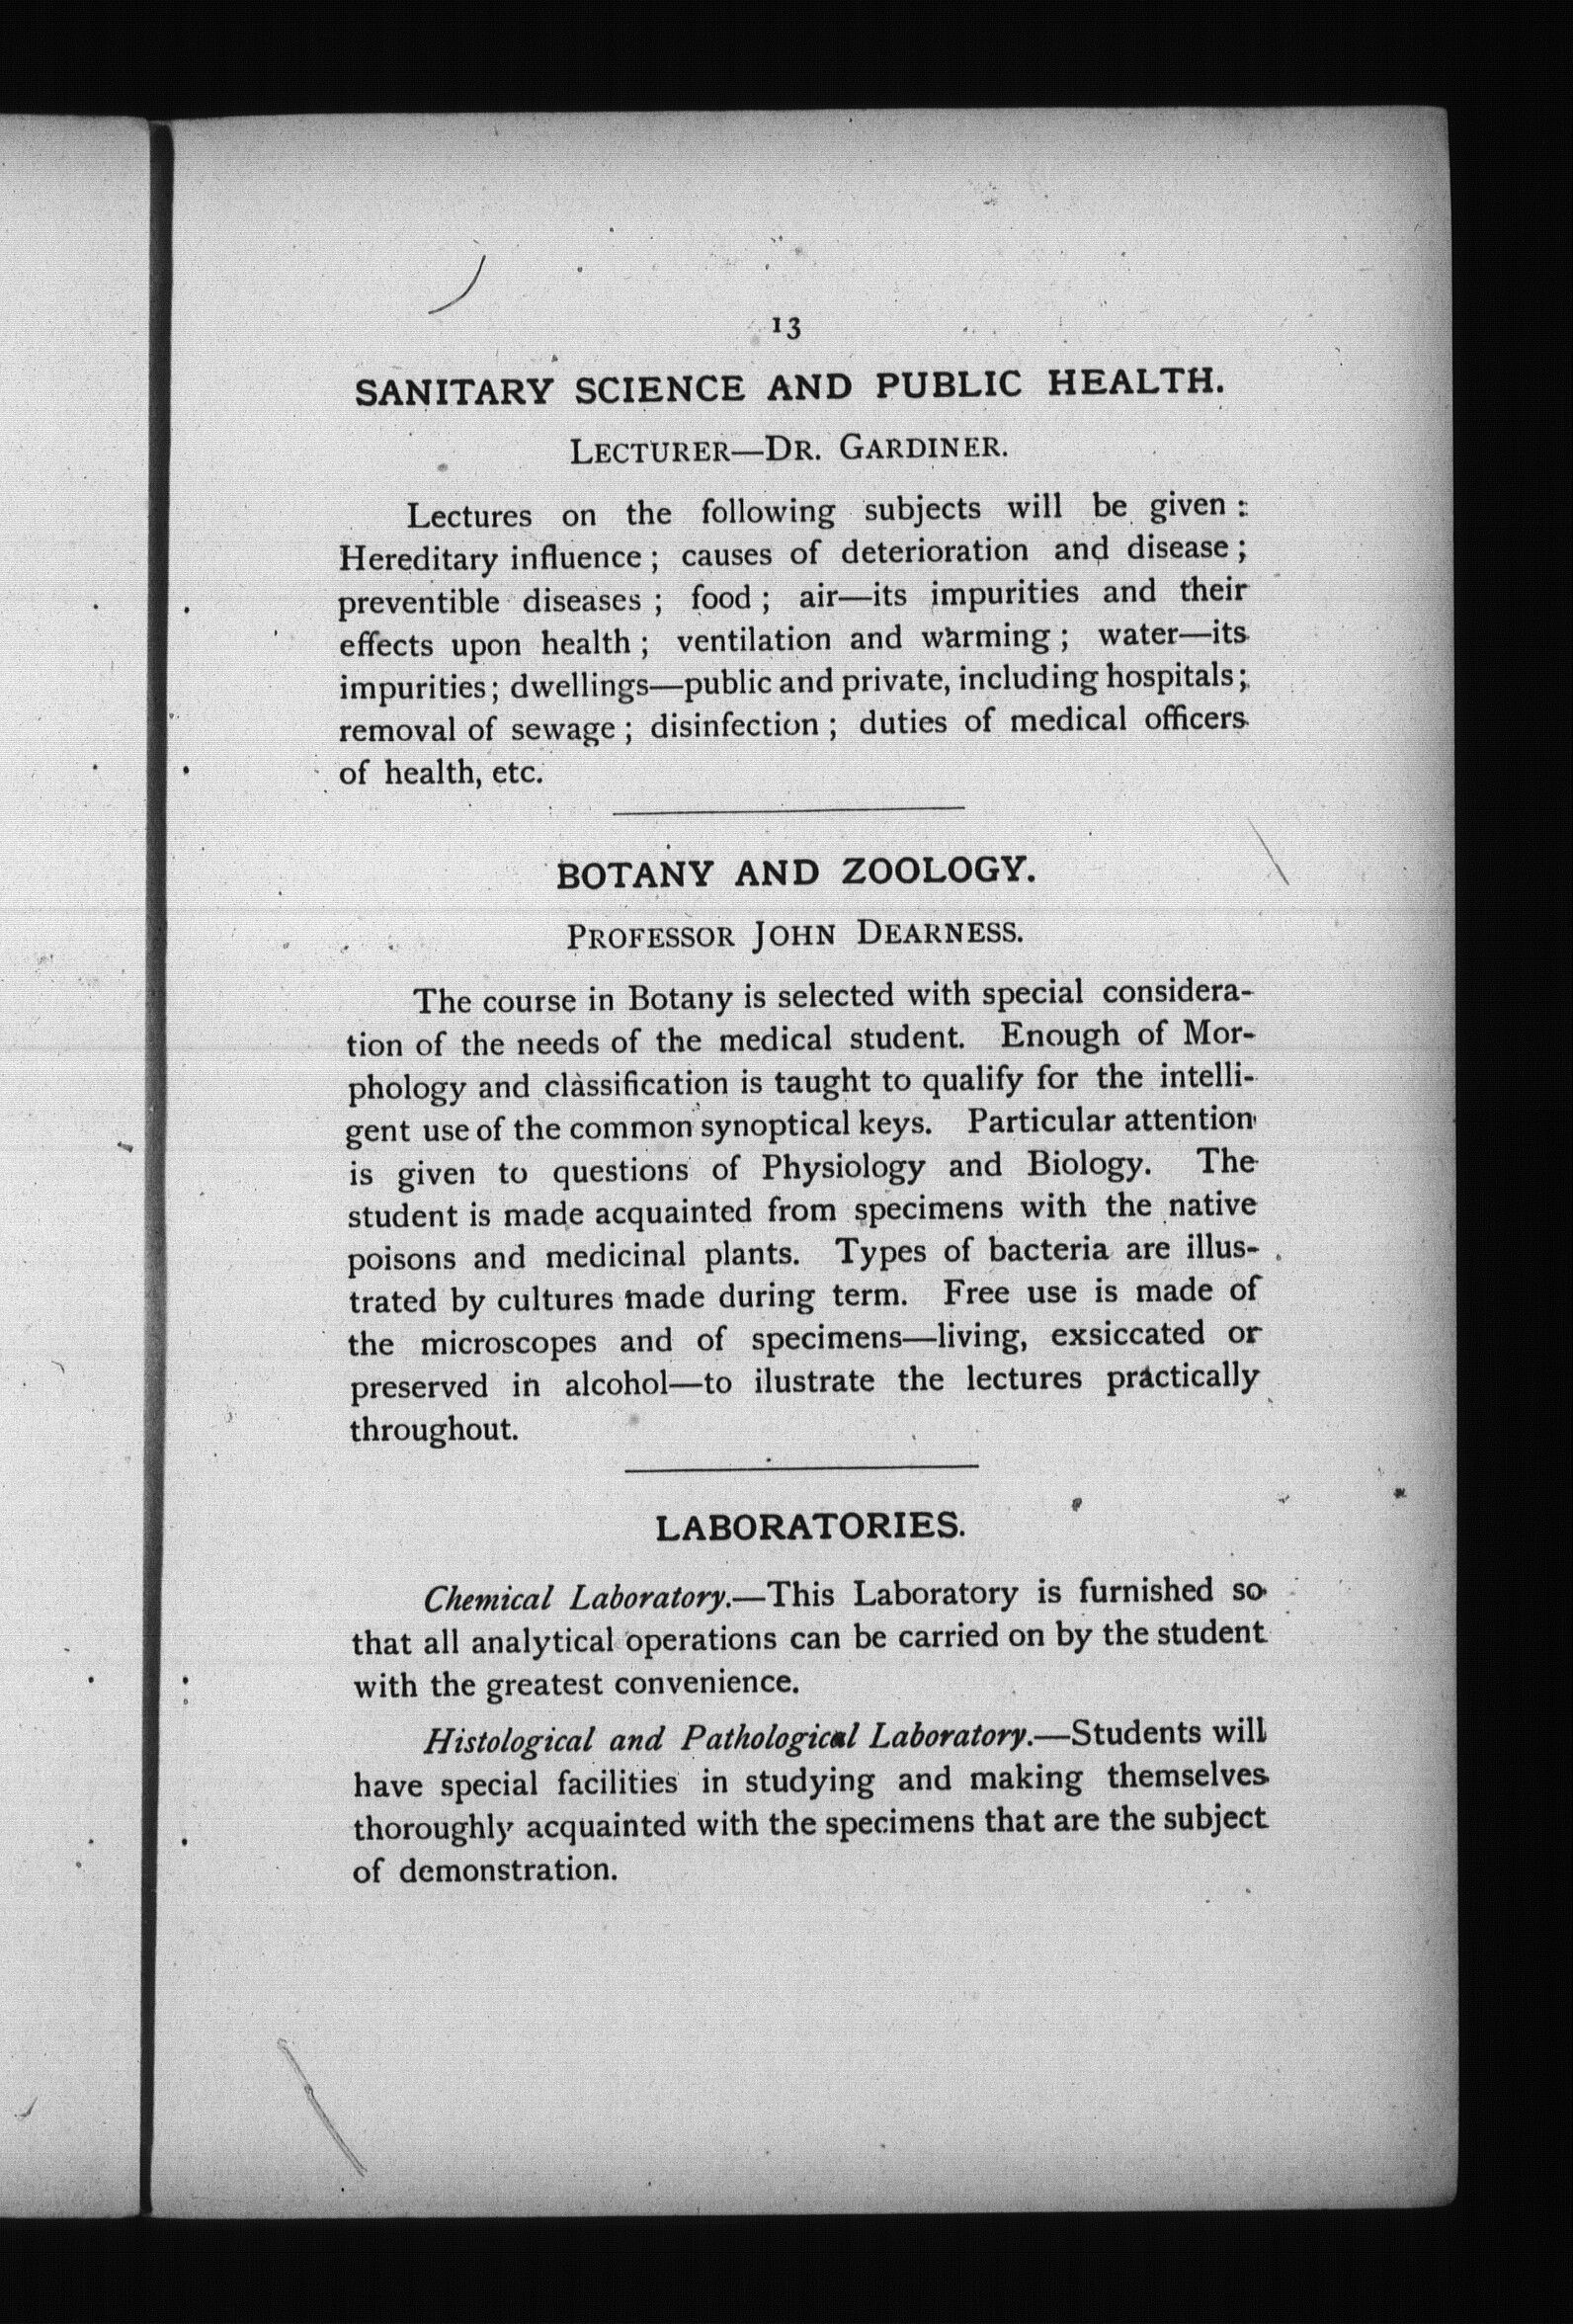 13
SANITARY SCIENCE AND PUBLIC HEALTH.
LECTURER—DR. GARDINER.
Lectures on the following subjects will be given :
Hereditary influence ; causes of deterioration and disease ;
preventible diseases ; food ; air—its impurities and their
effects upon health ; ventilation and warming ; water—its
impurities ; dwellings—public and private, including hospitals ;
removal of sewage ; disinfection ; duties of medical officers
of health, etc.
BOTANY AND ZOOLOGY.
PROFESSOR JOHN DEARNESS.
The course in Botany is selected with special considera-
tion of the needs of the medical student. Enough of Mor-
phology and classification is taught to qualify for the intelli-
gent use of the common synoptical keys. Particular attention
is given to questions of Physiology and Biology. The
student is made acquainted from specimens with the native
poisons and medicinal plants. Types of bacteria are illus-
trated by cultures made during term. Free use is made of
the microscopes and of specimens—living, exsiccated or
preserved in alcohol—to ilustrate the lectures practically
throughout.
LABORATORIES.
Chemical Laboratory.—This Laboratory is furnished so
that all analytical operations can be carried on by the student
with the greatest convenience.
Histological and Pathological Laboratory.—Students will
have special facilities in studying and making themselves
thoroughly acquainted with the specimens that are the subject
of demonstration.